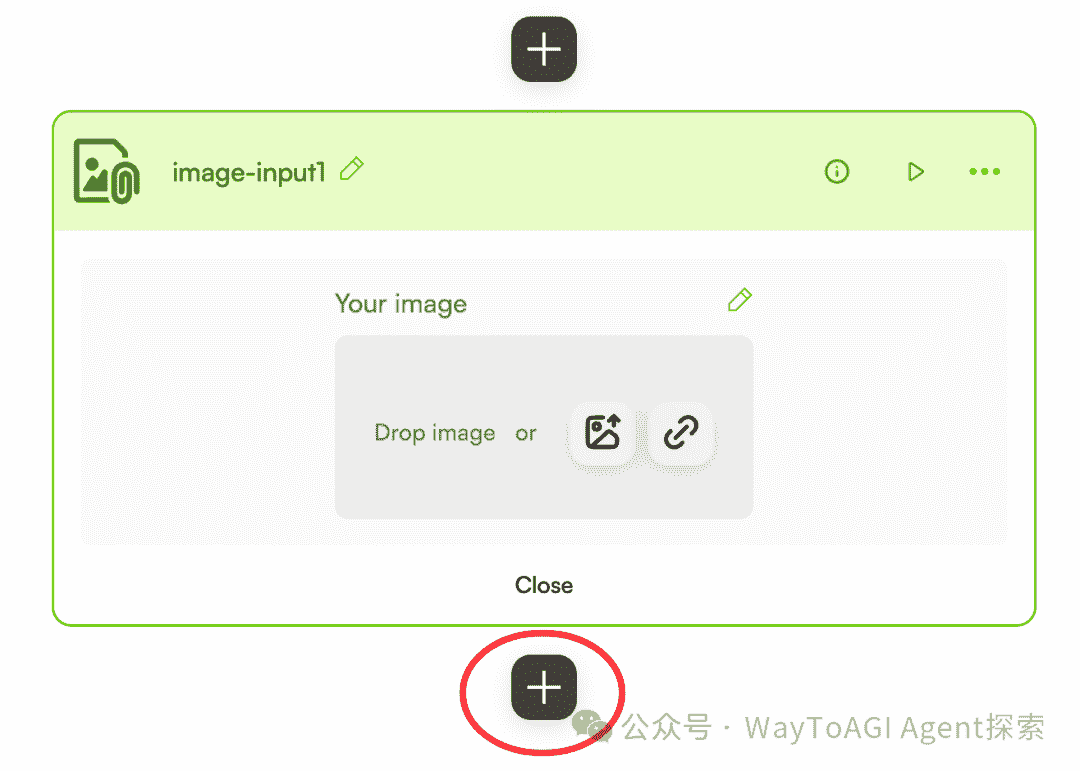 image-input1
Your image
Drop image or
Close
公众号 · WayToAGI Agent探索